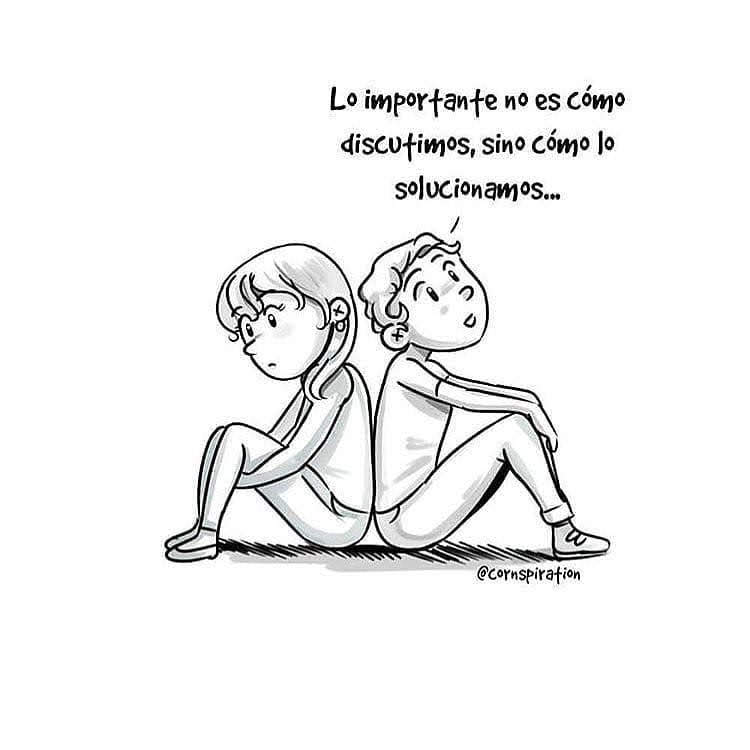 Lo importante no es cómo
discutimos, sino cómo lo
solucionamos...
@cornspiration